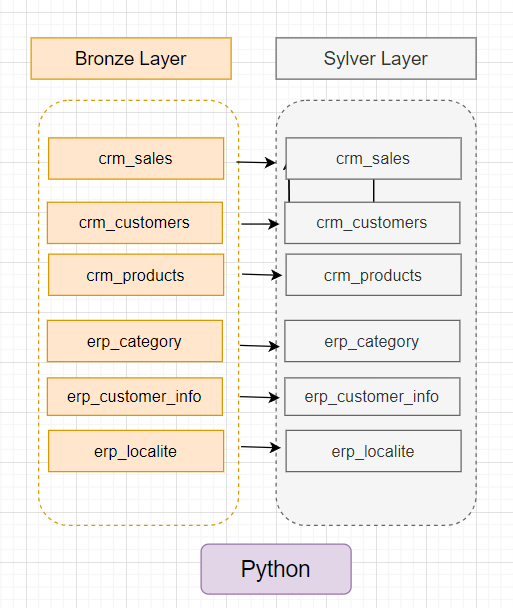 Bronze Layer
Sylver Layer
crm_sales
crm_sales
crm_customers
crm_customers
crm_products
crm_products
erp_category
erp_category
erp_customer_info
erp_customer_info
erp_localite
erp_localite
Python